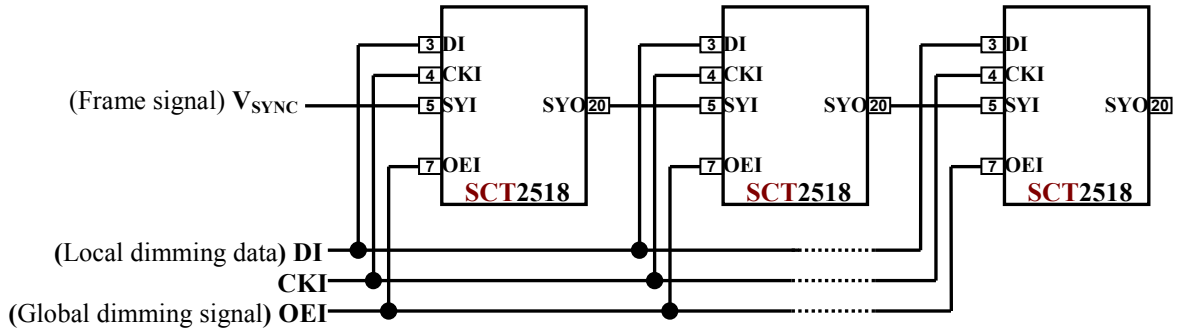 3 DI 3 DI 3 DI
4 CKI 4 CKI 4 CKI
(Frame signal) VSYNC 5 SYI SYO 20 5 SYI SYO 20 5 SYI SYO 20
7 OEI 7 OEI 7 OEI
SCT2518 SCT2518 SCT2518
(Local dimming data) DI
CKI
(Global dimming signal) OEI